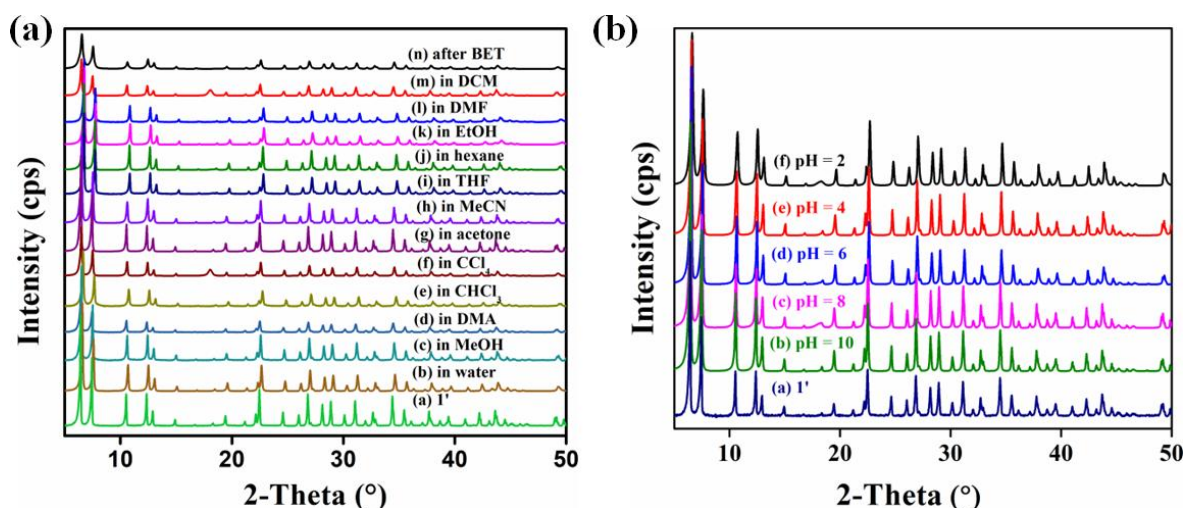 (a)
Intensity (cps)
(n) after BET
(m) in DCM
(l) in DMF
(k) in EtOH
(j) in hexane
(i) in THF
(h) in MeCN
(g) in acetone
(f) in CCl4
(e) in CHCl3
(d) in DMA
(c) in MeOH
(b) in water
(a) 1'
10 20 30 40 50
2-Theta (°)
(b)
Intensity (cps)
(f) pH = 2
(e) pH = 4
(d) pH = 6
(c) pH = 8
(b) pH = 10
(a) 1'
10 20 30 40 50
2-Theta (°)